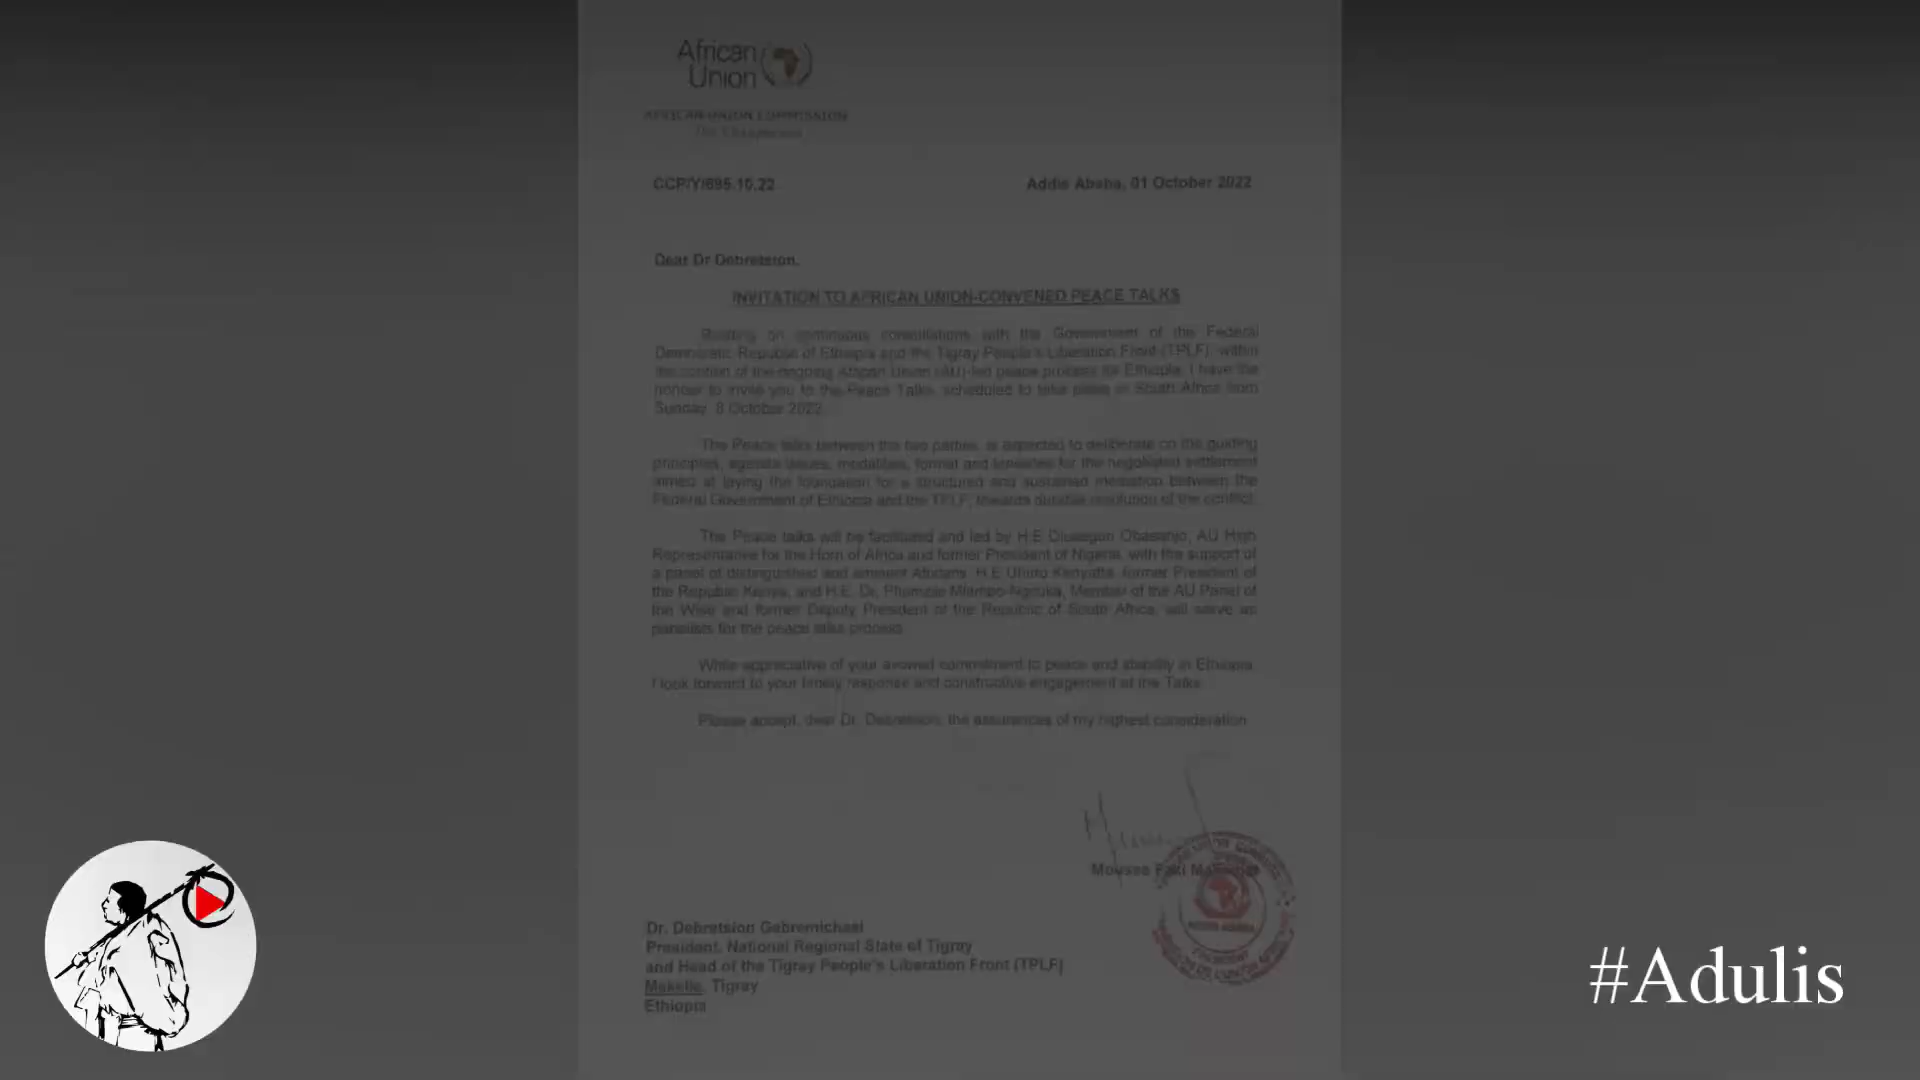 African
Union
AFRICAN UNION COMMISSION
The Chairperson
CCP/Y/695.10.22
Addis Ababa, 01 October 2022
Dear Dr Debretsion,
INVITATION TO AFRICAN UNION-CONVENED PEACE TALKS
Building on continuous consultations with the Government of the Federal
Democratic Republic of Ethiopia and the Tigray People's Liberation Front (TPLF), within
the context of the ongoing African Union (AU)-led peace process for Ethiopia, I have the
honour to invite you to the Peace Talks, scheduled to take place in South Africa from
Sunday, 8 October 2022.
The Peace talks between the two parties, is expected to deliberate on the guiding
principles, agenda issues, modalities, format and timelines for the negotiated settlement
aimed at laying the foundation for a structured and sustained mediation between the
Federal Government of Ethiopia and the TPLF, towards durable resolution of the conflict.
The Peace talks will be facilitated and led by H.E Olusegun Obasanjo, AU High
Representative for the Horn of Africa and former President of Nigeria, with the support of
a panel of distinguished and eminent Africans. H.E Uhuru Kenyatta, former President of
the Republic Kenya, and H.E. Dr. Phumzile Mlambo-Ngcuka, Member of the AU Panel of
the Wise and former Deputy President of the Republic of South Africa, will serve as
panelists for the peace talks process.
While appreciative of your avowed commitment to peace and stability in Ethiopia,
I look forward to your timely response and constructive engagement at the Talks.
Please accept, dear Dr. Debretsion, the assurances of my highest consideration
Moussa Faki
Dr. Debretsion Gebremichael
President, National Regional State of Tigray
and Head of the Tigray People's Liberation Front (TPLF)
Mekelle, Tigray
Ethiopia
#Adulis